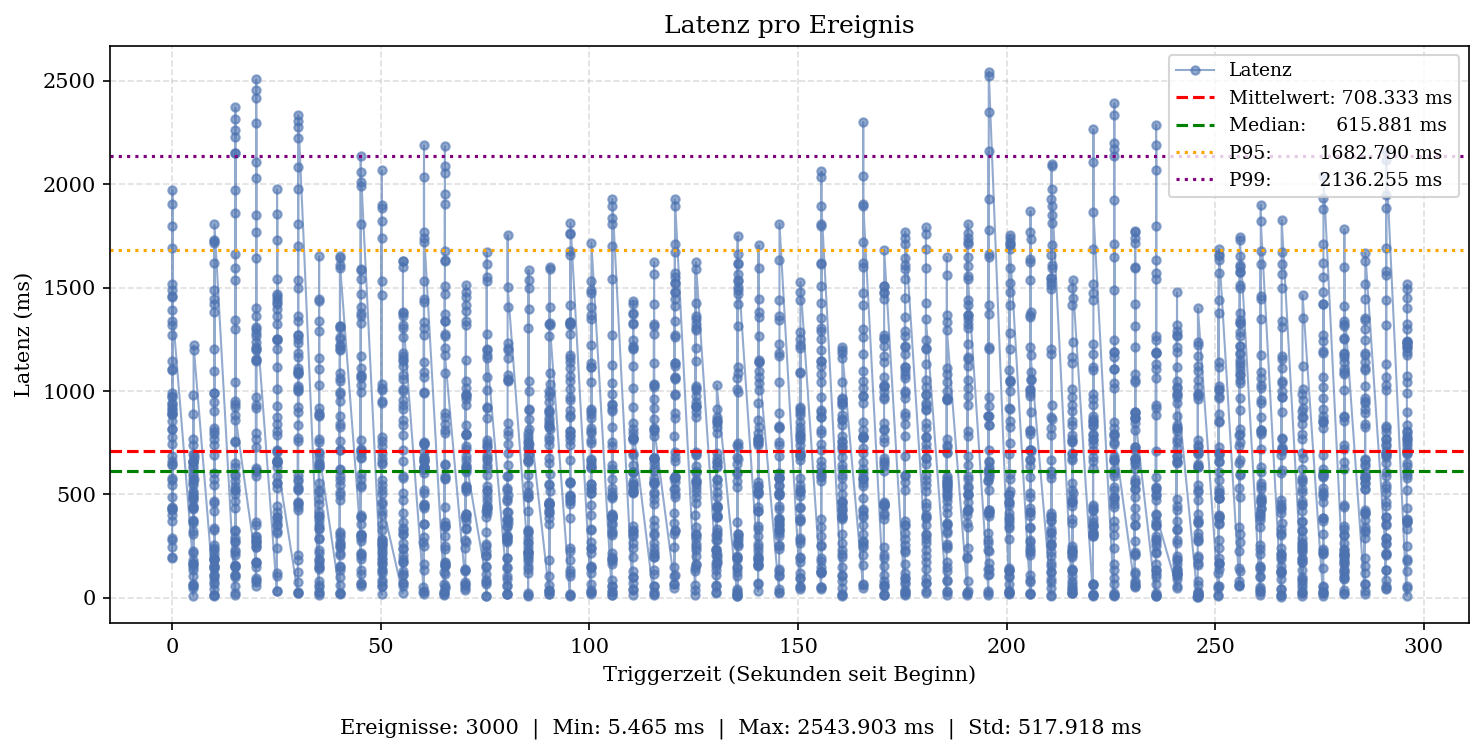 Latenz pro Ereignis
Latenz (ms)
2500
2000
1500
1000
500
0
Latenz
Mittelwert: 708.333 ms
Median: 615.881 ms
P95: 1682.790 ms
P99: 2136.255 ms
0 50 100 150 200 250 300
Triggerzeit (Sekunden seit Beginn)
Ereignisse: 3000 | Min: 5.465 ms | Max: 2543.903 ms | Std: 517.918 ms